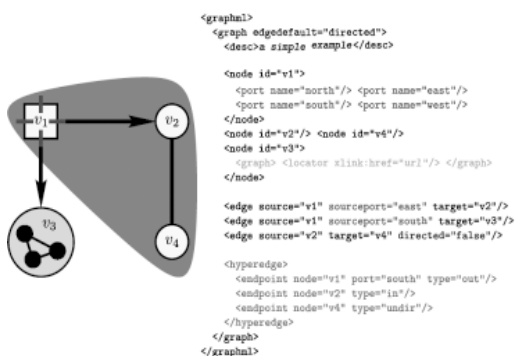 v1
v2
v3
v4
<graphml>
<graph edgedefault="directed">
<desc>a simple example</desc>
<node id="v1">
<port name="north"/> <port name="east"/>
<port name="south"/> <port name="west"/>
</node>
<node id="v2"/> <node id="v4"/>
<node id="v3">
<graph> <locator xlink:href="url"/> </graph>
</node>
<edge source="v1" sourceport="east" target="v2"/>
<edge source="v1" sourceport="south" target="v3"/>
<edge source="v2" target="v4" directed="false"/>
<hyperedge>
<endpoint node="v1" port="south" type="out"/>
<endpoint node="v2" type="in"/>
<endpoint node="v4" type="undir"/>
</hyperedge>
</graph>
</graphml>